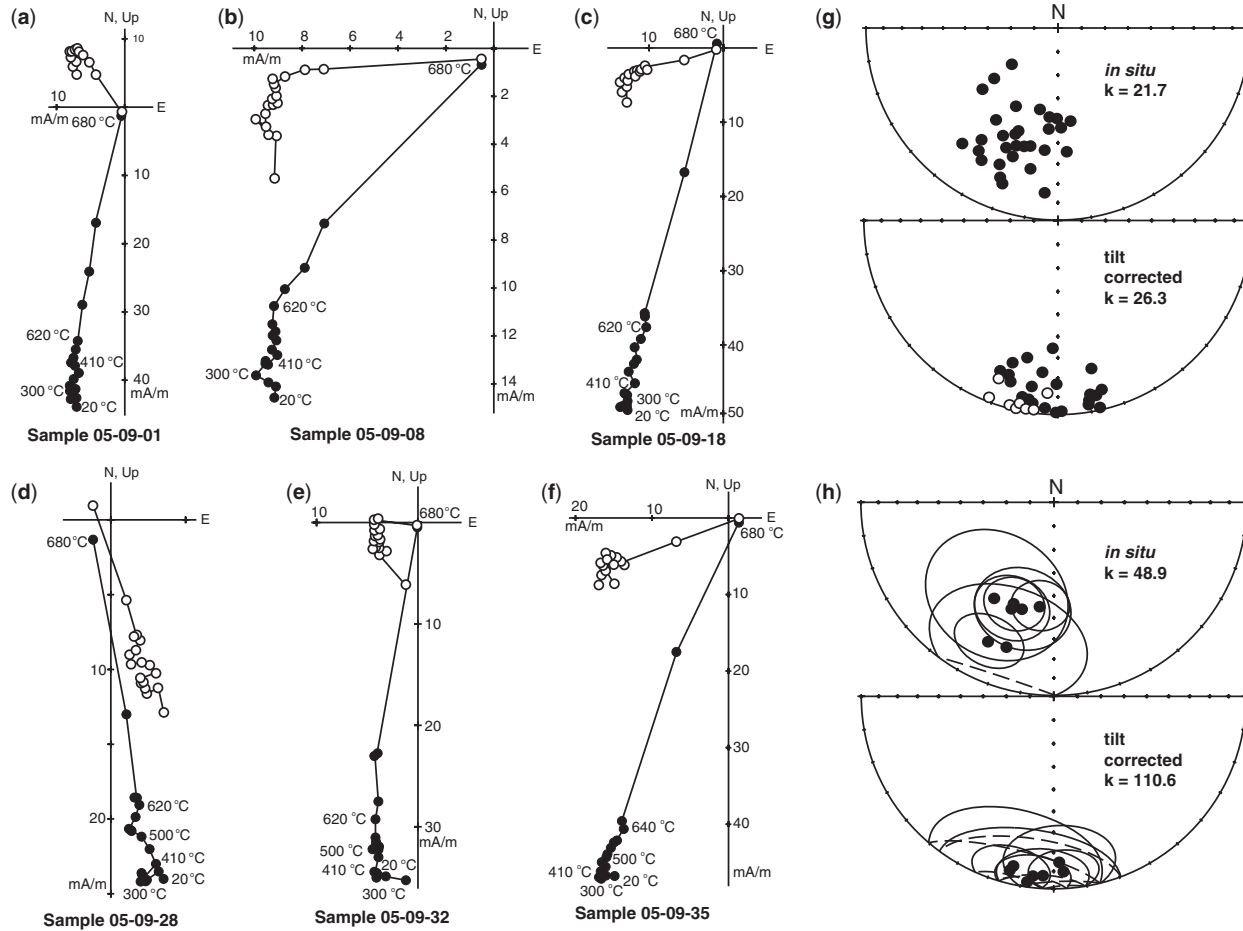 (a)
N, Up
10
E
10
mA/m
680 °C
10
20
30
620 °C
410 °C
300 °C
40
mA/m
20 °C
Sample 05-09-01
(b)
N, Up
10 8 6 4 2
E
mA/m
680 °C
2
4
6
8
10
620 °C
12
410 °C
300 °C
14
20 °C
mA/m
Sample 05-09-08
(c)
N, Up
680 °C
10
E
mA/m
10
20
30
620 °C
40
410 °C
300 °C
20 °C
mA/m
50
Sample 05-09-18
(g)
N
in situ
k = 21.7
tilt
corrected
k = 26.3
(d)
N, Up
E
680 °C
10
620 °C
20
500 °C
410 °C
20 °C
mA/m
300 °C
Sample 05-09-28
(e)
N, Up
10
680 °C
E
10
20
620 °C
30
mA/m
500 °C
20 °C
410 °C
300 °C
Sample 05-09-32
(f)
N, Up
20
10
mA/m
E
680 °C
10
20
30
40
640 °C
500 °C
410 °C
mA/m
300 °C
20 °C
Sample 05-09-35
(h)
N
in situ
k = 48.9
tilt
corrected
k = 110.6